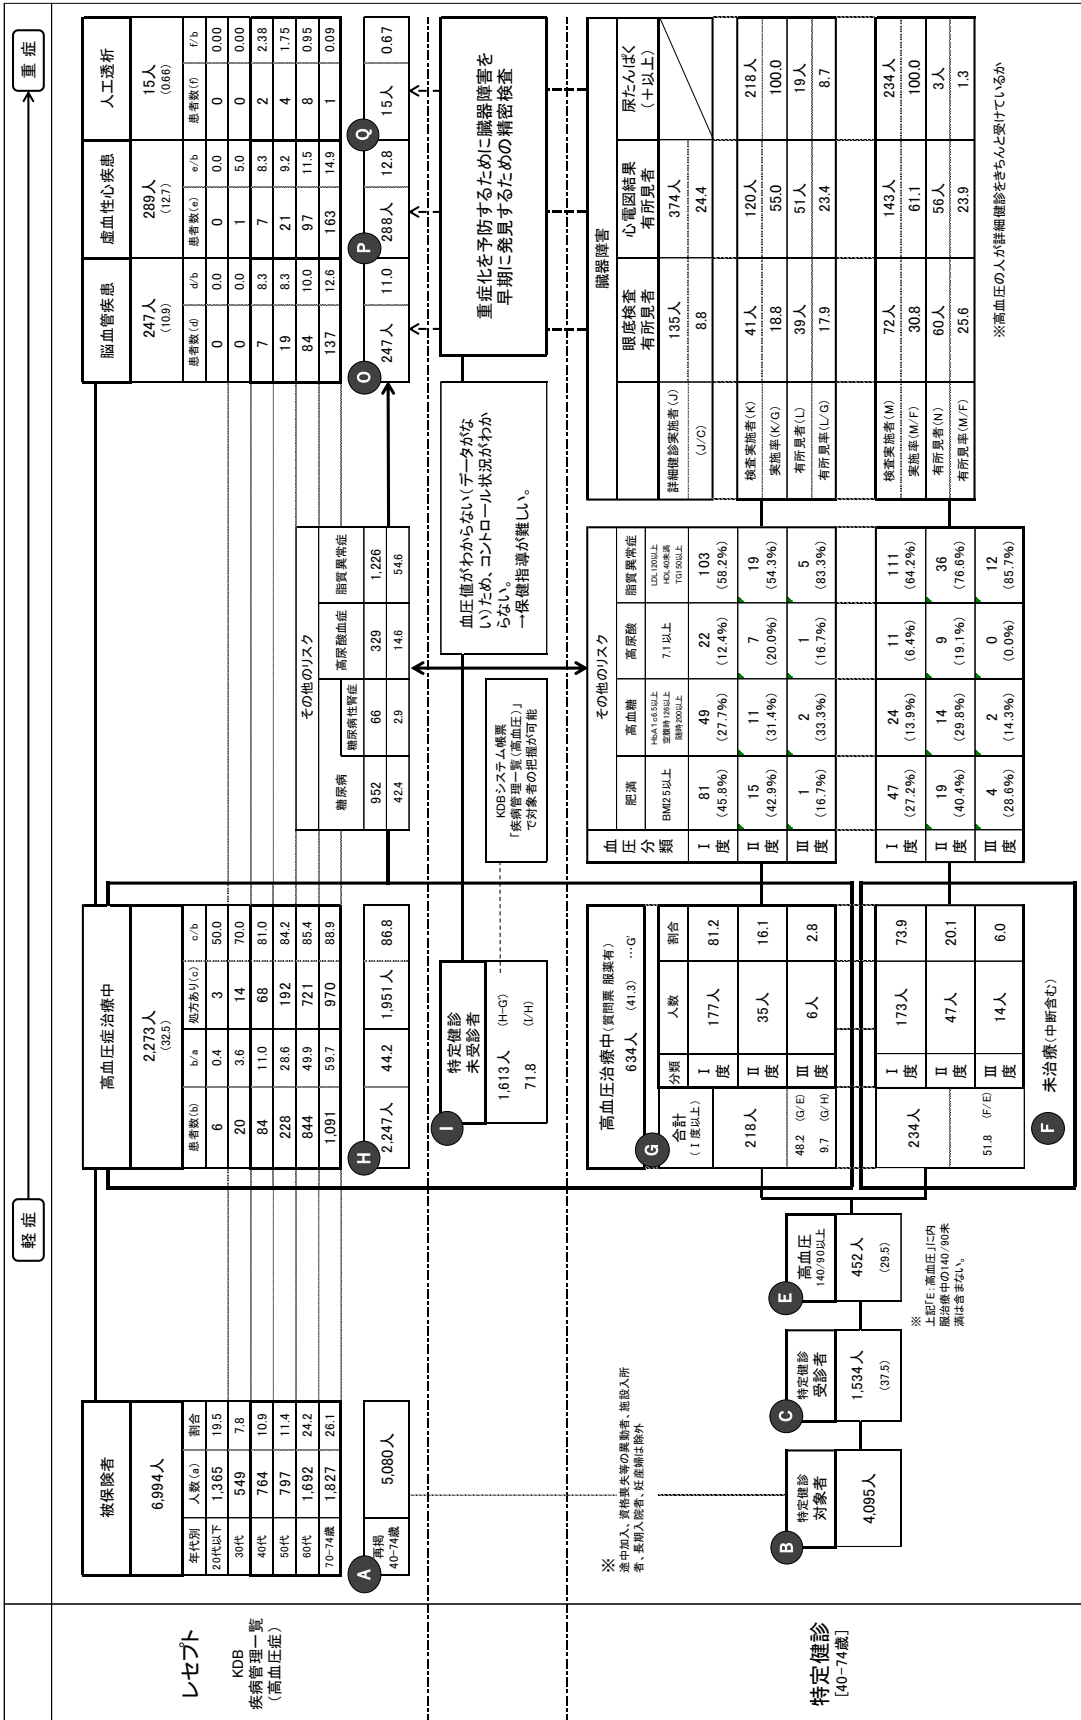 軽症
重症
レセプト
KDB
疾病管理一覧
(高血圧症)
被保険者
6,994人
年代別 人数(a) 割合
20代以下 1,365 19.5
30代 549 7.8
40代 764 10.9
50代 797 11.4
60代 1,692 24.2
70-74歳 1,827 26.1
A
再掲
40-74歳
5,080人
高血圧症治療中
2,273人
(32.5)
患者数(b) b/a 処方あり(c) c/b
6 0.4 3 50.0
20 3.6 14 70.0
84 11.0 68 81.0
228 28.6 192 84.2
844 49.9 721 85.4
1,091 59.7 970 88.9
H
2,247人 44.2 1,951人 86.8
その他のリスク
糖尿病 糖尿病性腎症 高尿酸血症 脂質異常症
952 66 329 1,226
42.4 2.9 14.6 54.6
脳血管疾患 虚血性心疾患 人工透析
247人 289人 15人
(10.9) (12.7) (0.66)
患者数(d) d/b 患者数(e) e/b 患者数(f) f/b
0 0.0 0 0.0 0 0.00
0 0.0 1 5.0 0 0.00
7 8.3 7 8.3 2 2.38
19 8.3 21 9.2 4 1.75
84 10.0 97 11.5 8 0.95
137 12.6 163 14.9 1 0.09
O P Q
247人 11.0 288人 12.8 15人 0.67
I
特定健診
未受診者
1,613人 (H-G')
71.8 (I/H)
KDBシステム帳票
「疾病管理一覧(高血圧)」
で対象者の把握が可能
血圧値がわからない(データがな
い)ため、コントロール状況がわか
らない。
→保健指導が難しい。
重症化を予防するために臓器障害を
早期に発見するための精密検査
特定健診
[40-74歳]
※
途中加入、資格喪失等の異動者、施設入所
者、長期入院者、妊産婦は除外
B
特定健診
対象者
4,095人
C
特定健診
受診者
1,534人
(37.5)
E
高血圧
140/90以上
452人
(29.5)
※
上記「E:高血圧」に内
服治療中の140/90未
満は含まない。
高血圧治療中(質問票 服薬有)
634人 (41.3) …G'
G
合計
(Ⅰ度以上)
分類 人数 割合
218人
48.2 (G/E)
9.7 (G/H)
Ⅰ度 177人 81.2
Ⅱ度 35人 16.1
Ⅲ度 6人 2.8
234人
51.8 (F/E)
Ⅰ度 173人 73.9
Ⅱ度 47人 20.1
Ⅲ度 14人 6.0
F
未治療(中断含む)
血圧分類
その他のリスク
肥満 高血糖 高尿酸 脂質異常症
BMI25以上
HbA1c6.5以上
空腹時126以上
随時200以上
7.1以上
LDL120以上
HDL40未満
TG150以上
Ⅰ度 81 49 22 103
(45.8%) (27.7%) (12.4%) (58.2%)
Ⅱ度 15 11 7 19
(42.9%) (31.4%) (20.0%) (54.3%)
Ⅲ度 1 2 1 5
(16.7%) (33.3%) (16.7%) (83.3%)
Ⅰ度 47 24 11 111
(27.2%) (13.9%) (6.4%) (64.2%)
Ⅱ度 19 14 9 36
(40.4%) (29.8%) (19.1%) (76.6%)
Ⅲ度 4 2 0 12
(28.6%) (14.3%) (0.0%) (85.7%)
臓器障害
眼底検査
有所見者
心電図結果
有所見者
尿たんぱく
(+以上)
詳細健診実施者(J) 135人 374人
(J/C) 8.8 24.4
検査実施者(K) 41人 120人 218人
実施率(K/G) 18.8 55.0 100.0
有所見者(L) 39人 51人 19人
有所見率(L/G) 17.9 23.4 8.7
検査実施者(M) 72人 143人 234人
実施率(M/F) 30.8 61.1 100.0
有所見者(N) 60人 56人 3人
有所見率(M/F) 25.6 23.9 1.3
※高血圧の人が詳細健診をきちんと受けているか